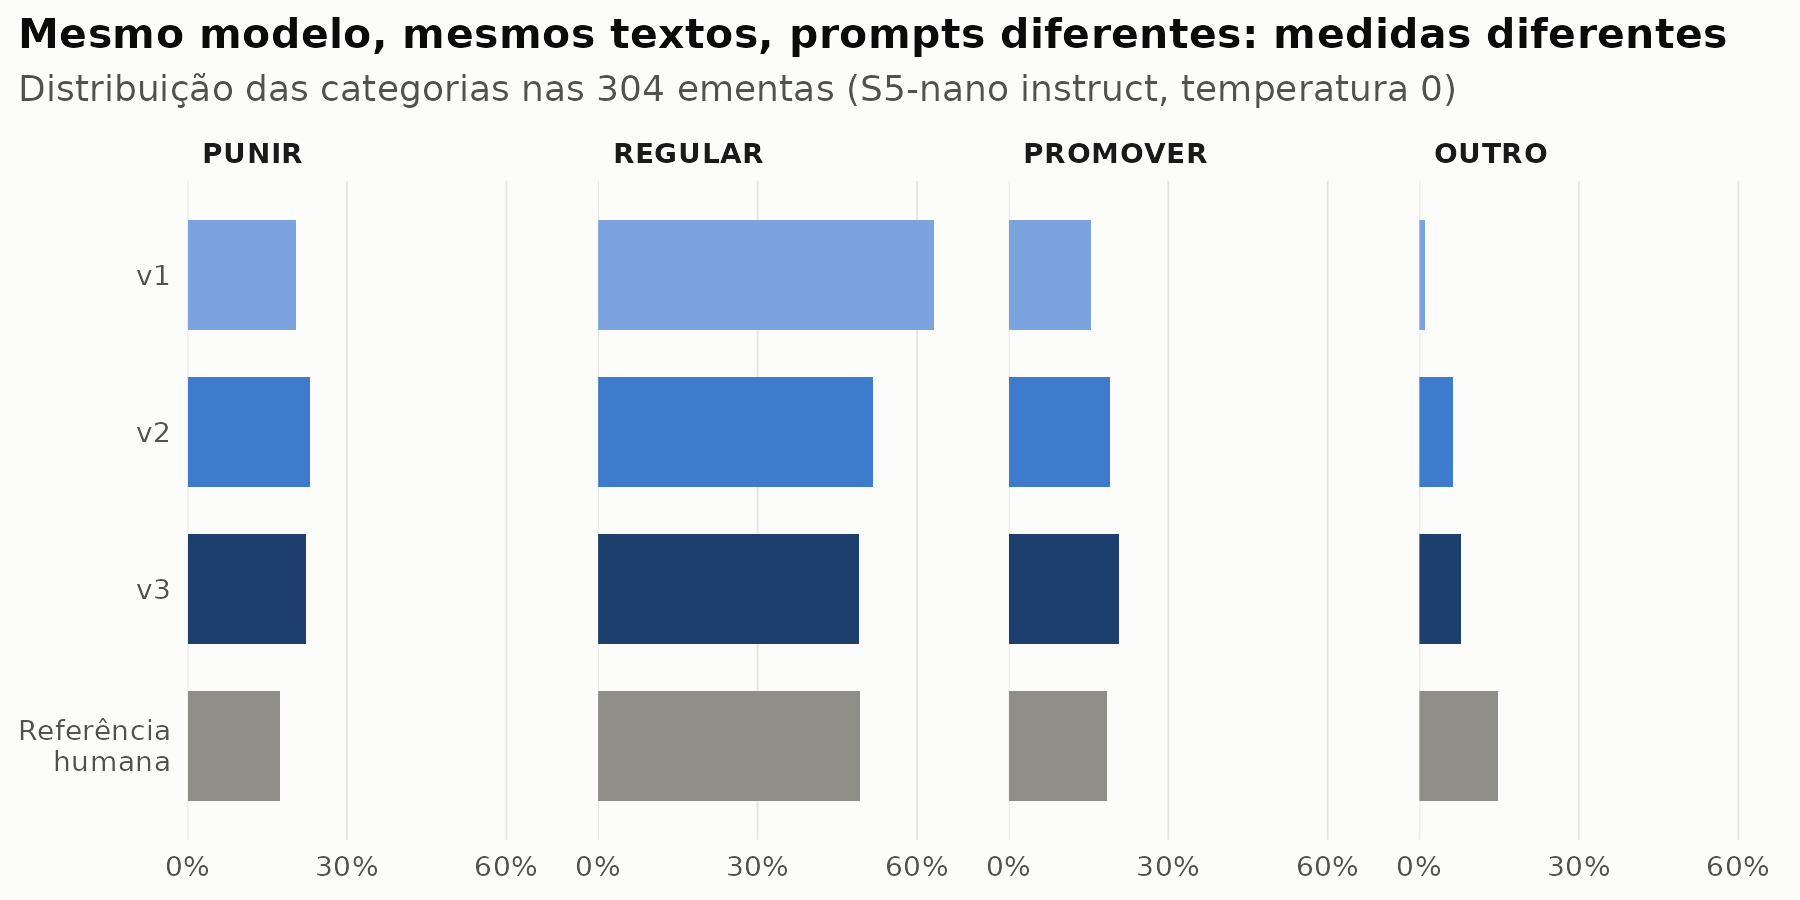 Mesmo modelo, mesmos textos, prompts diferentes: medidas diferentes
Distribuição das categorias nas 304 ementas (S5-nano instruct, temperatura 0)
PUNIR
REGULAR
PROMOVER
OUTRO
v1
v2
v3
Referência
humana
0%
30%
60%
0%
30%
60%
0%
30%
60%
0%
30%
60%